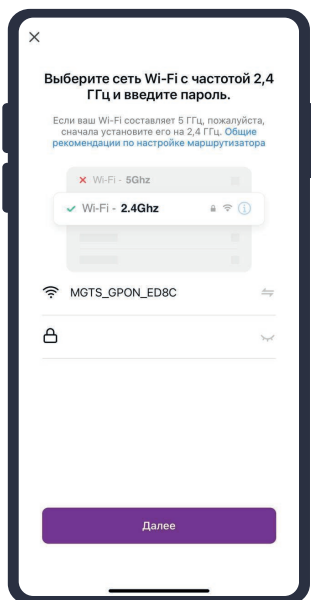 Выберите сеть Wi-Fi с частотой 2,4
ГГц и введите пароль.
Если ваш Wi-Fi составляет 5 ГГц, пожалуйста,
сначала установите его на 2,4 ГГц. Общие
рекомендации по настройке маршрутизатора
Wi-Fi - 5Ghz
Wi-Fi - 2.4Ghz
MGTS_GPON_ED8C
Далее